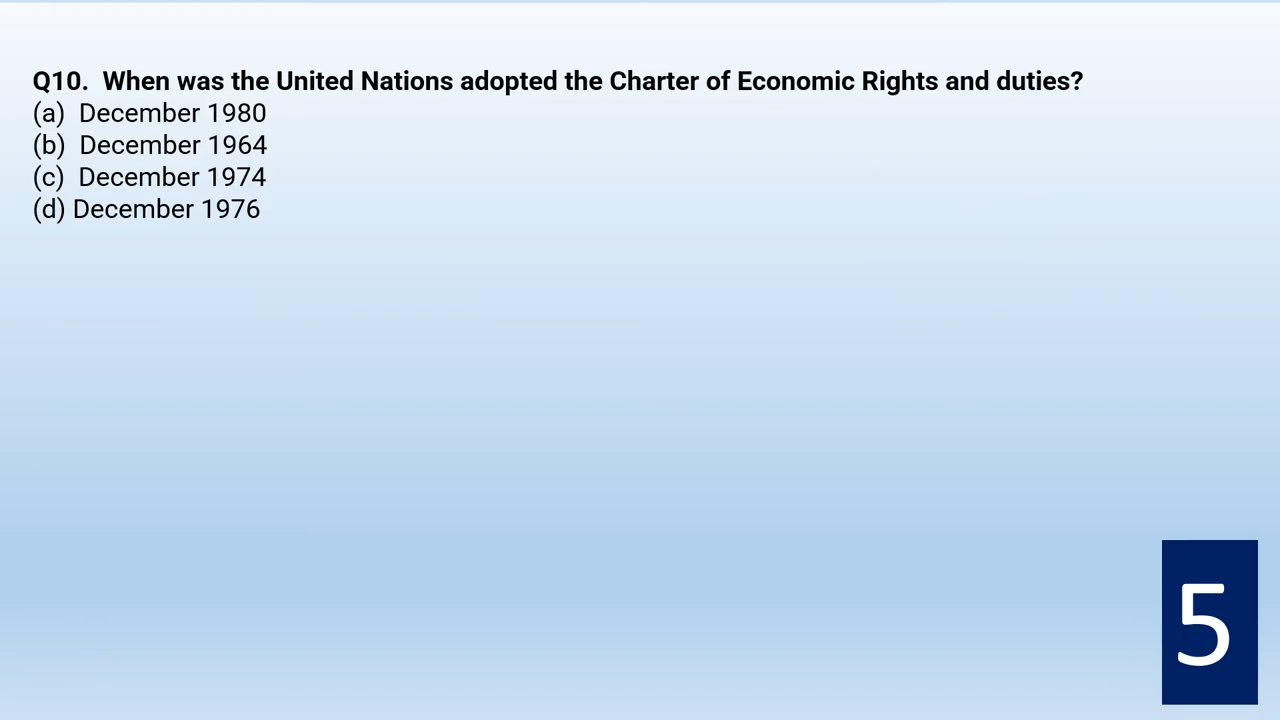 Q10.  When was the United Nations adopted the Charter of Economic Rights and duties?
(a)  December 1980
(b)  December 1964
(c)  December 1974
(d) December 1976
5